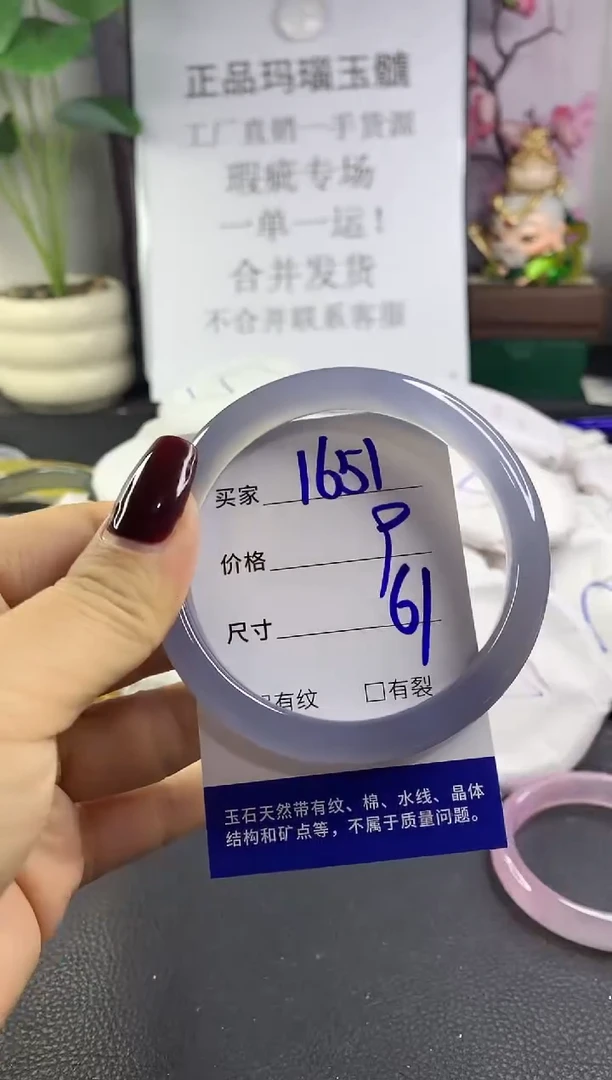 正品玛瑙玉髓
工厂直销一手货源
瑕疵专场
一单一运！
合并发货
不合并联系客服
买家 1651
价格 P
尺寸 61
有纹 □有裂
玉石天然带有纹、棉、水线、晶体
结构和矿点等，不属于质量问题。